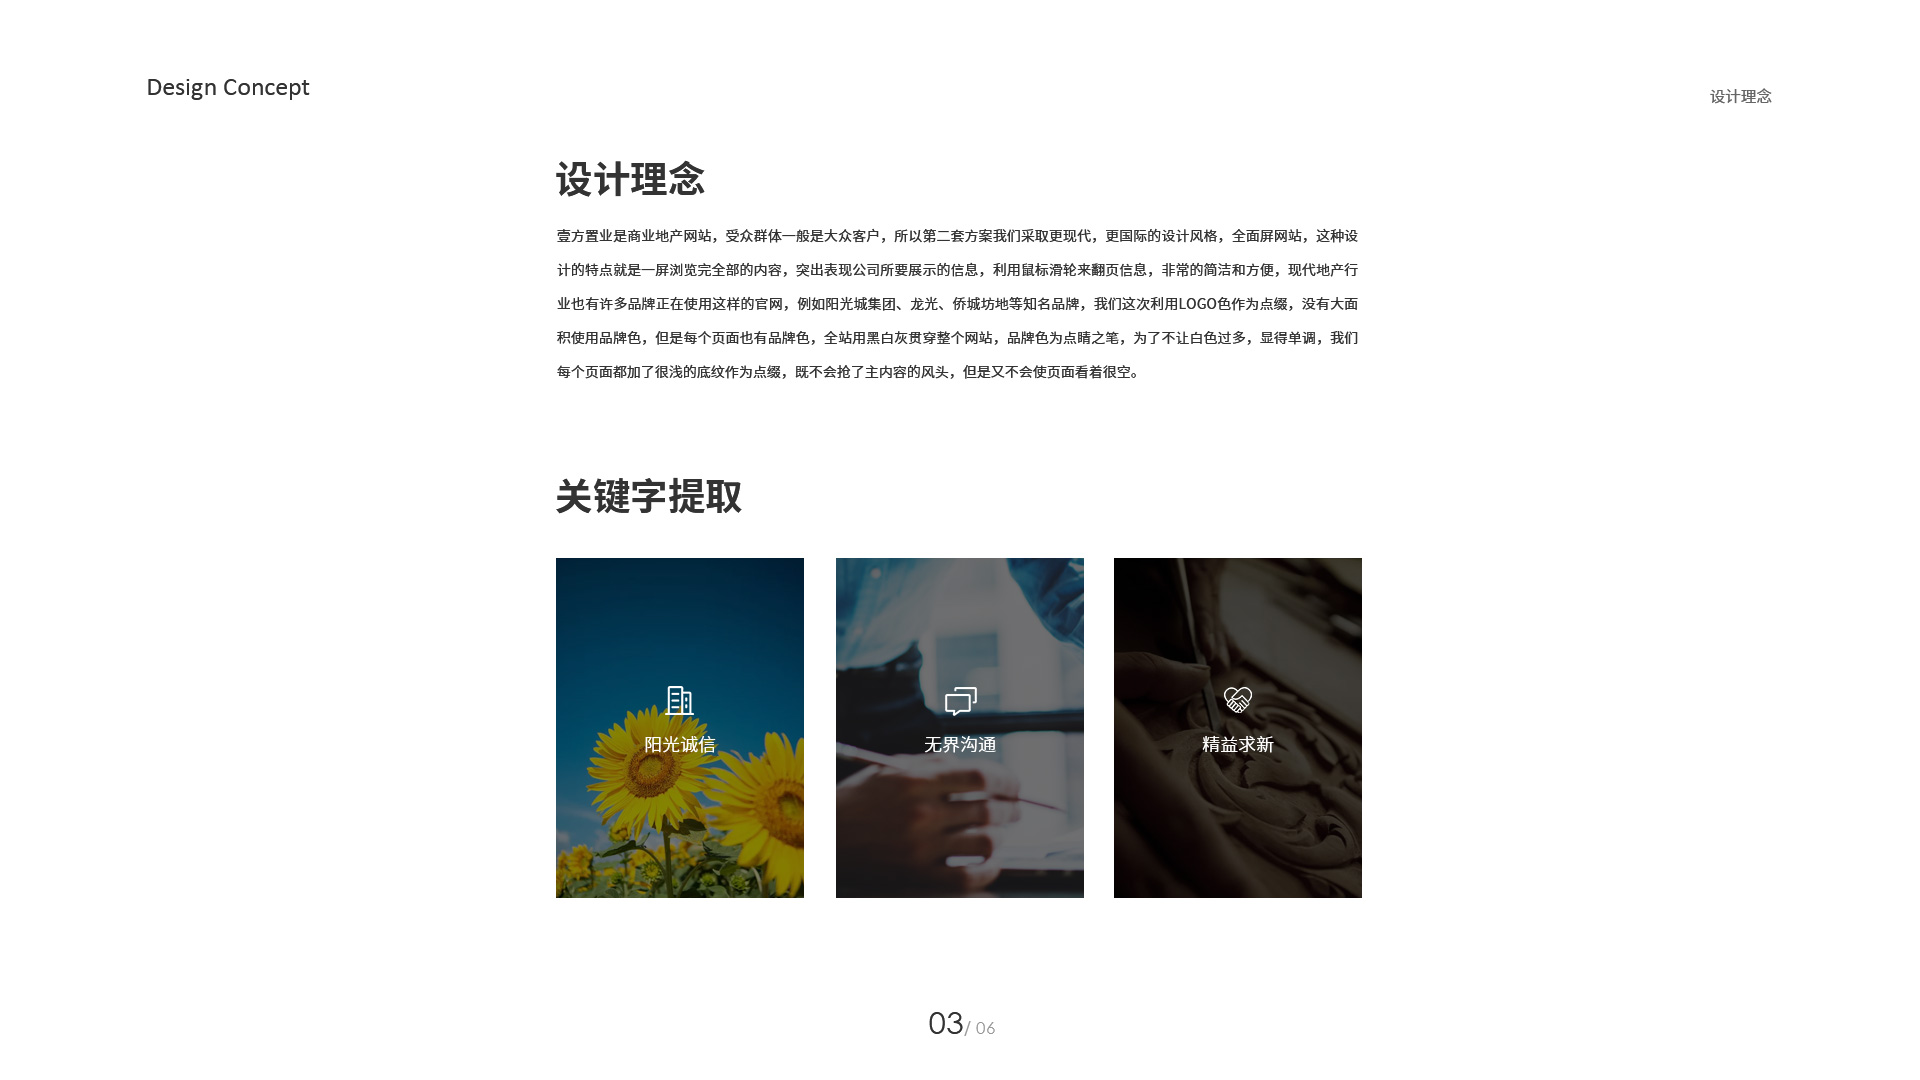 Design Concept
设计理念
设计理念
壹方置业是商业地产网站，受众群体一般是大众客户，所以第二套方案我们采取更现代，更国际的设计风格，全面屏网站，这种设
计的特点就是一屏浏览完全部的内容，突出表现公司所要展示的信息，利用鼠标滑轮来翻页信息，非常的简洁和方便，现代地产行
业也有许多品牌正在使用这样的官网，例如阳光城集团、龙光、侨城坊地等知名品牌，我们这次利用LOGO色作为点缀，没有大面
积使用品牌色，但是每个页面也有品牌色，全站用黑白灰贯穿整个网站，品牌色为点睛之笔，为了不让白色过多，显得单调，我们
每个页面都加了很浅的底纹作为点缀，既不会抢了主内容的风头，但是又不会使页面看着很空。
关键字提取
阳光诚信
无界沟通
精益求新
03/ 06